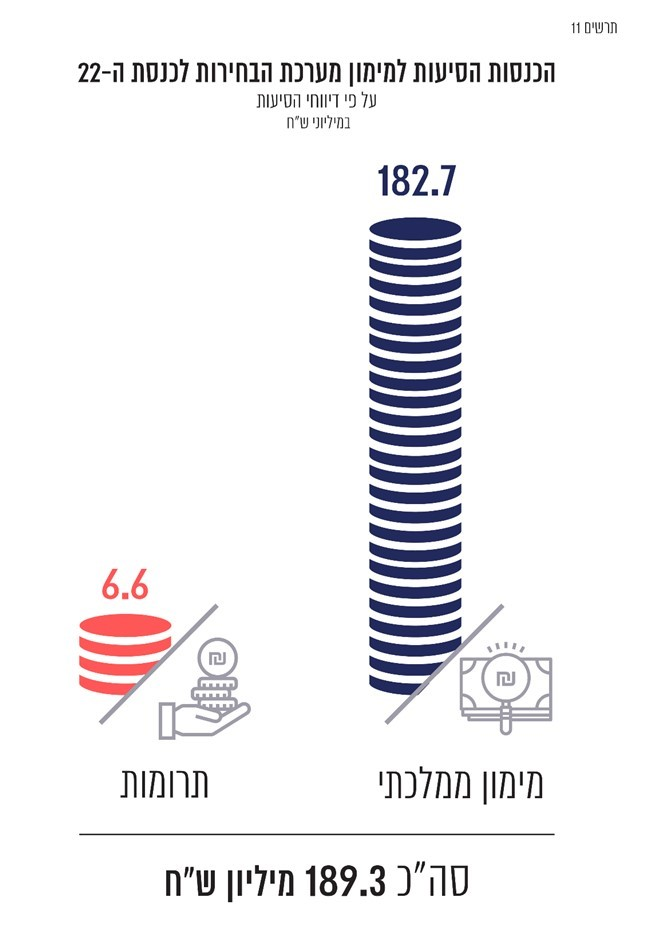 תרשים 11
הכנסות הסיעות למימון מערכת הבחירות לכנסת ה-22
על פי דיווחי הסיעות
במיליוני ש"ח
182.7
6.6
₪
₪
מימון ממלכתי
תרומות
סה"כ 189.3 מיליון ש"ח